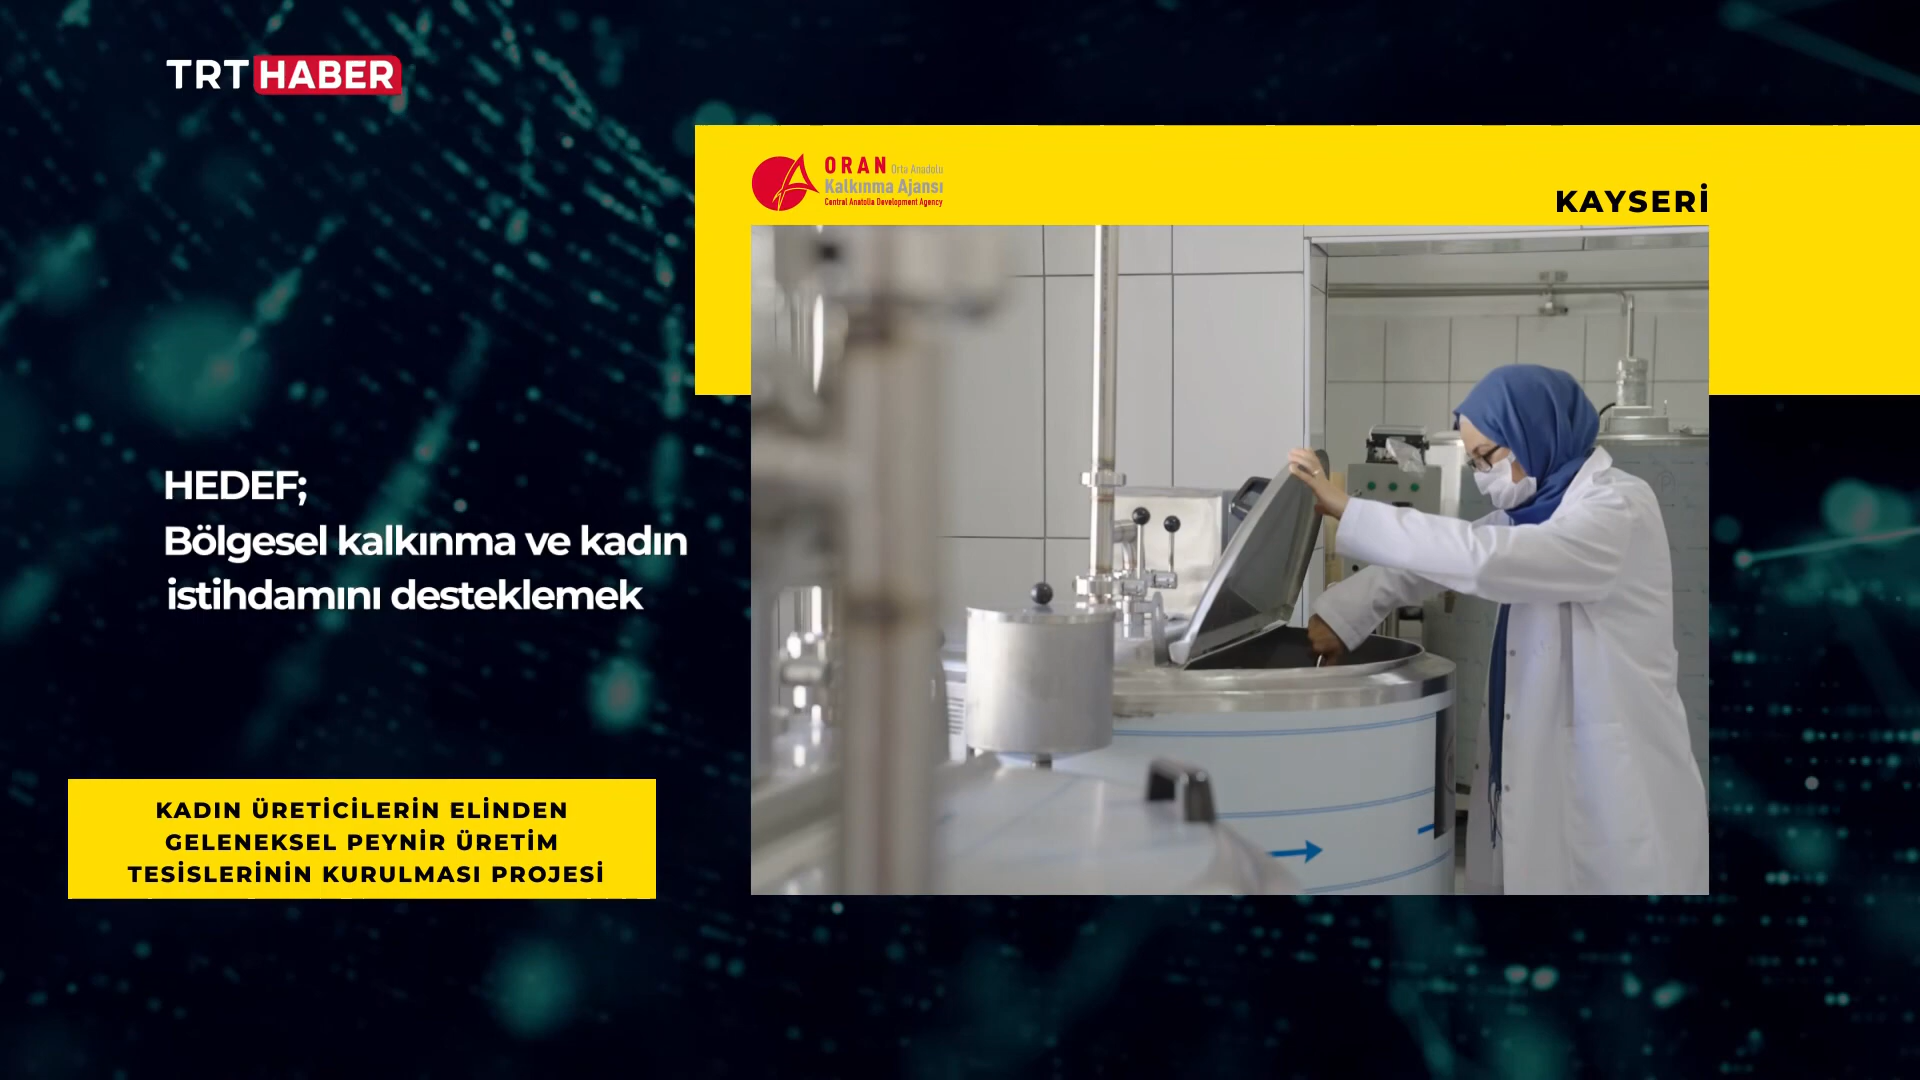 TRT HABER
ORAN Orta Anadolu
Kalkınma Ajansı
Central Anatolia Development Agency
KAYSERİ
HEDEF;
Bölgesel kalkınma ve kadın
istihdamını desteklemek
KADIN ÜRETİCİLERİN ELİNDEN
GELENEKSEL PEYNİR ÜRETİM
TESİSLERİNİN KURULMASI PROJESİ